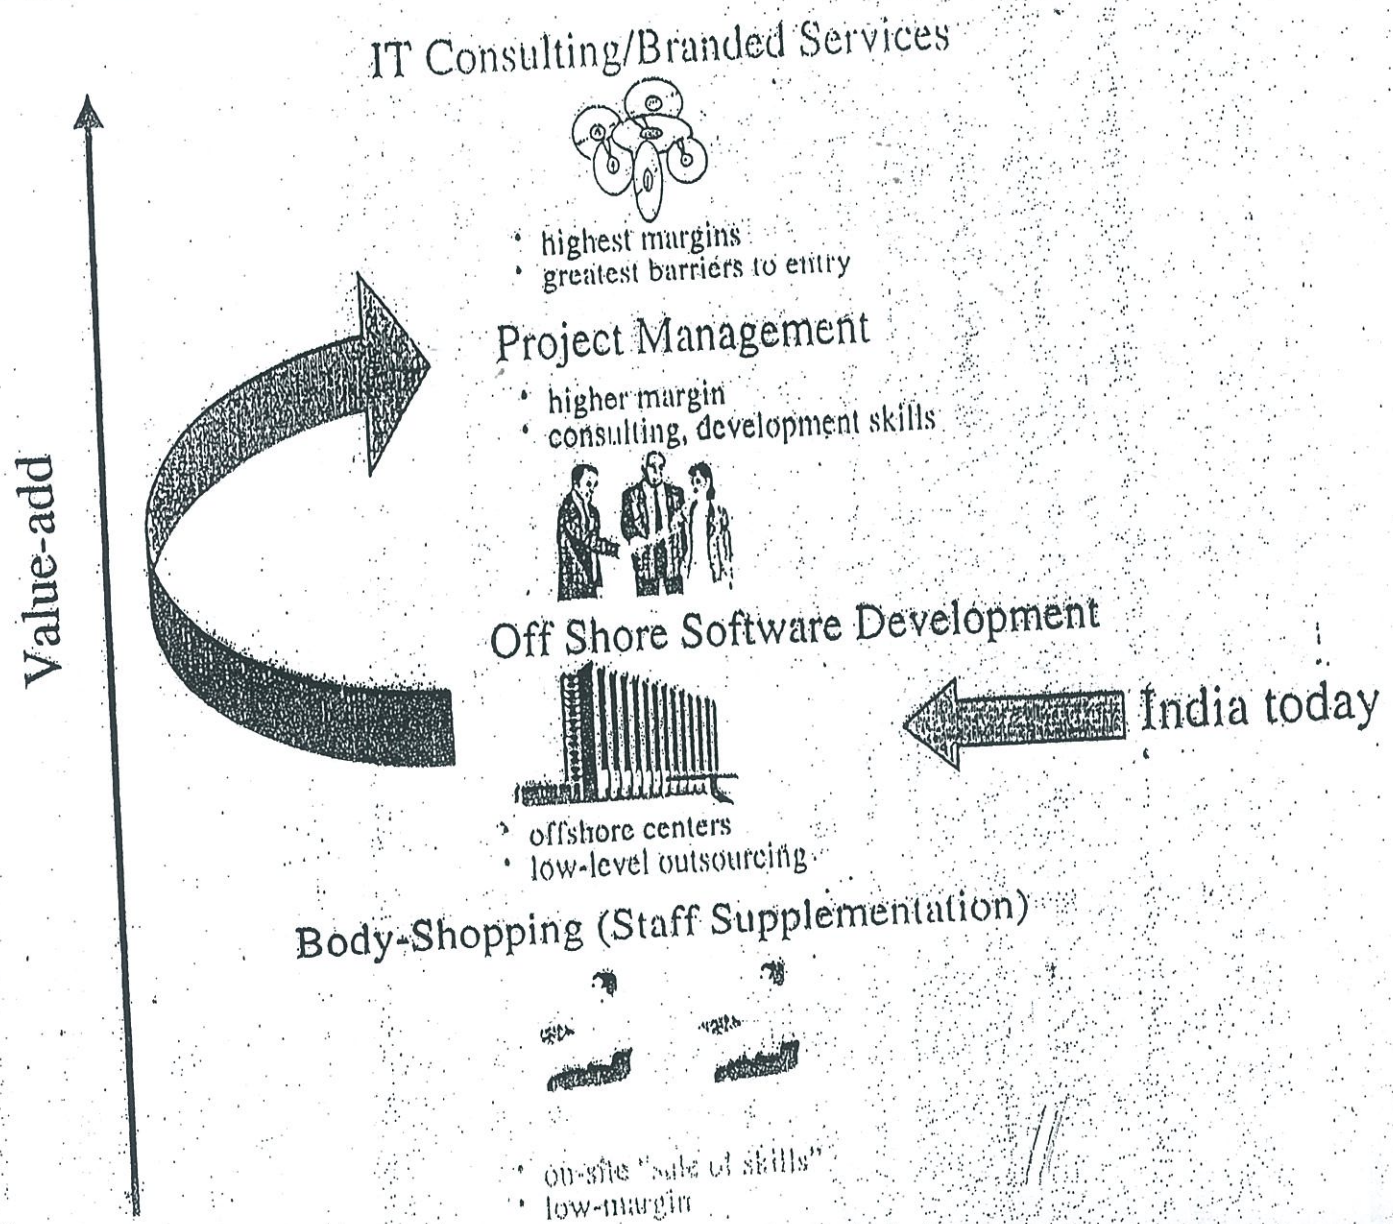 IT Consulting/Branded Services
• highest margins
• greatest barriers to entry
Project Management
• higher margin
• consulting, development skills
Value-add
Off Shore Software Development
India today
• offshore centers
• low-level outsourcing
Body-Shopping (Staff Supplementation)
• on-site "sale of skills"
• low-margin